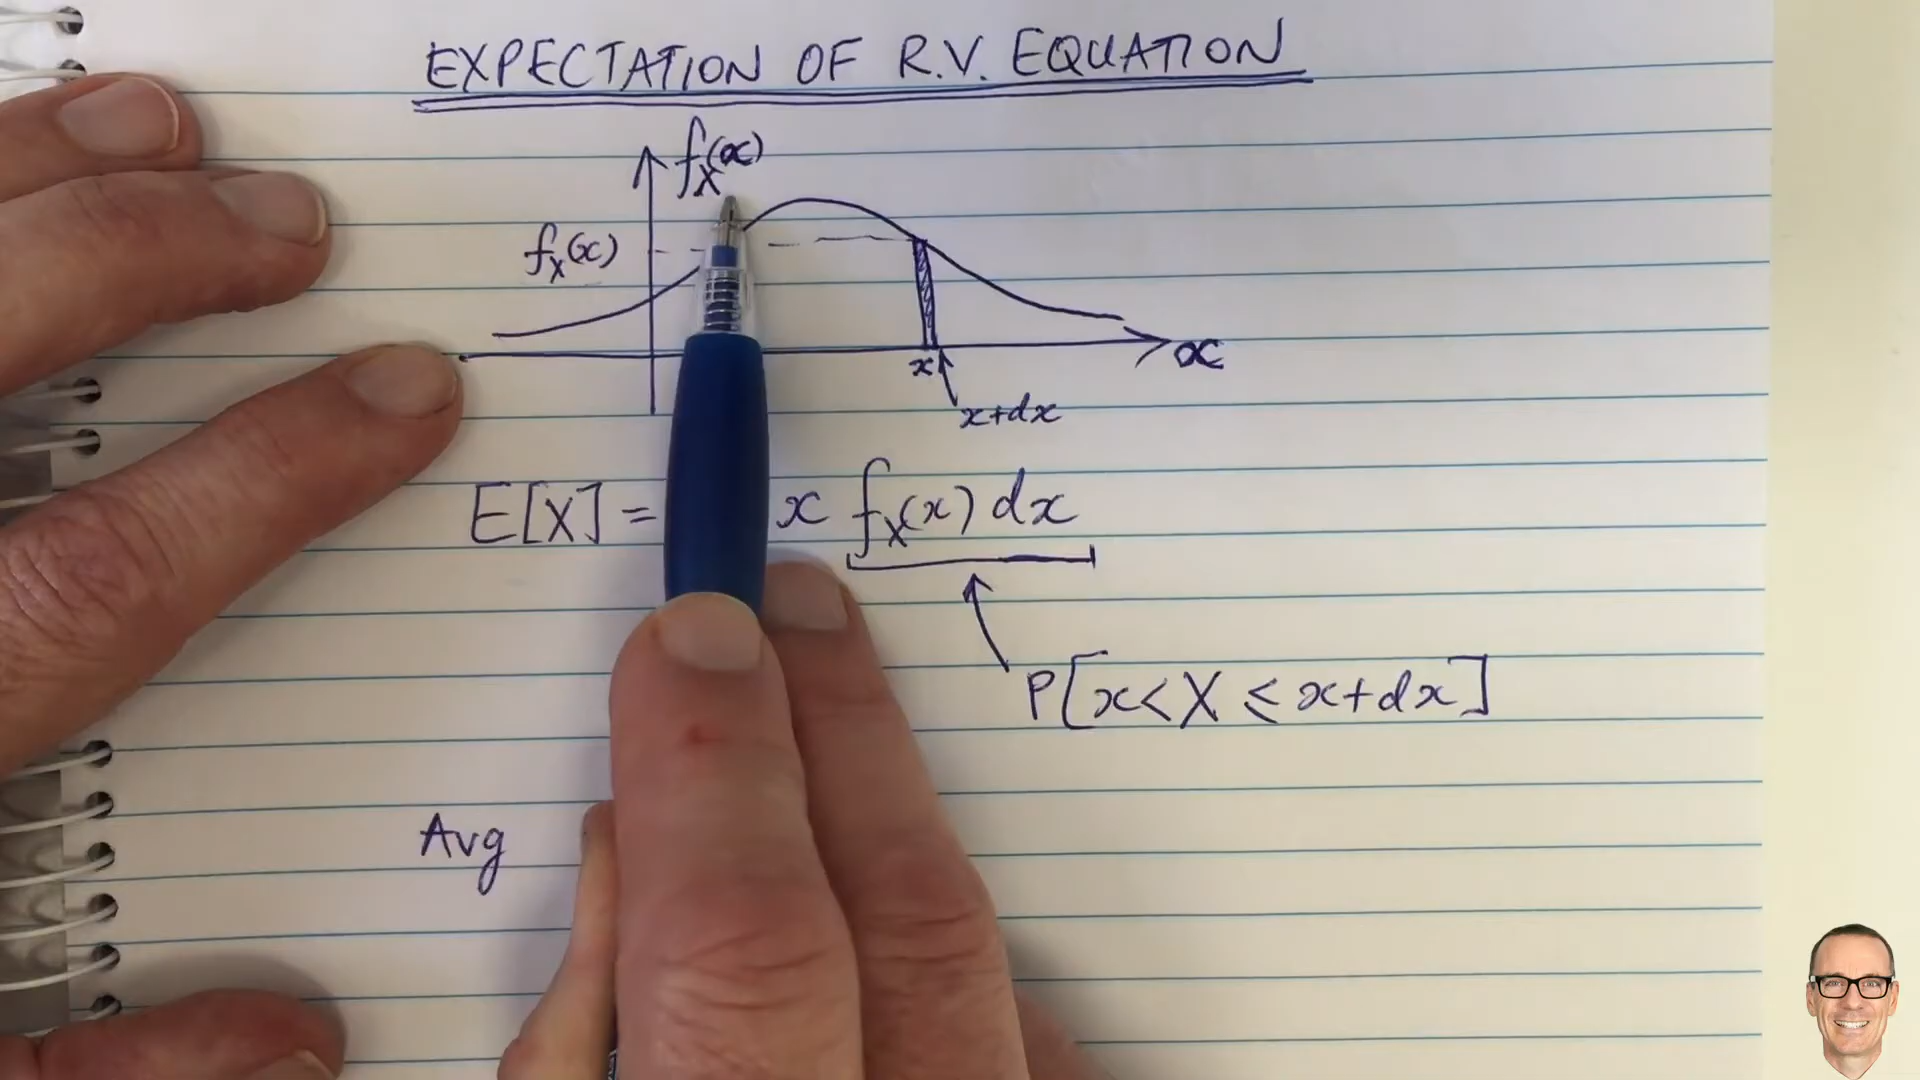 EXPECTATION OF R.V. EQUATION
fX(x)
fX(x)
x
x
x+dx
E[X] = x fX(x) dx
P[x<X≤x+dx]
Avg